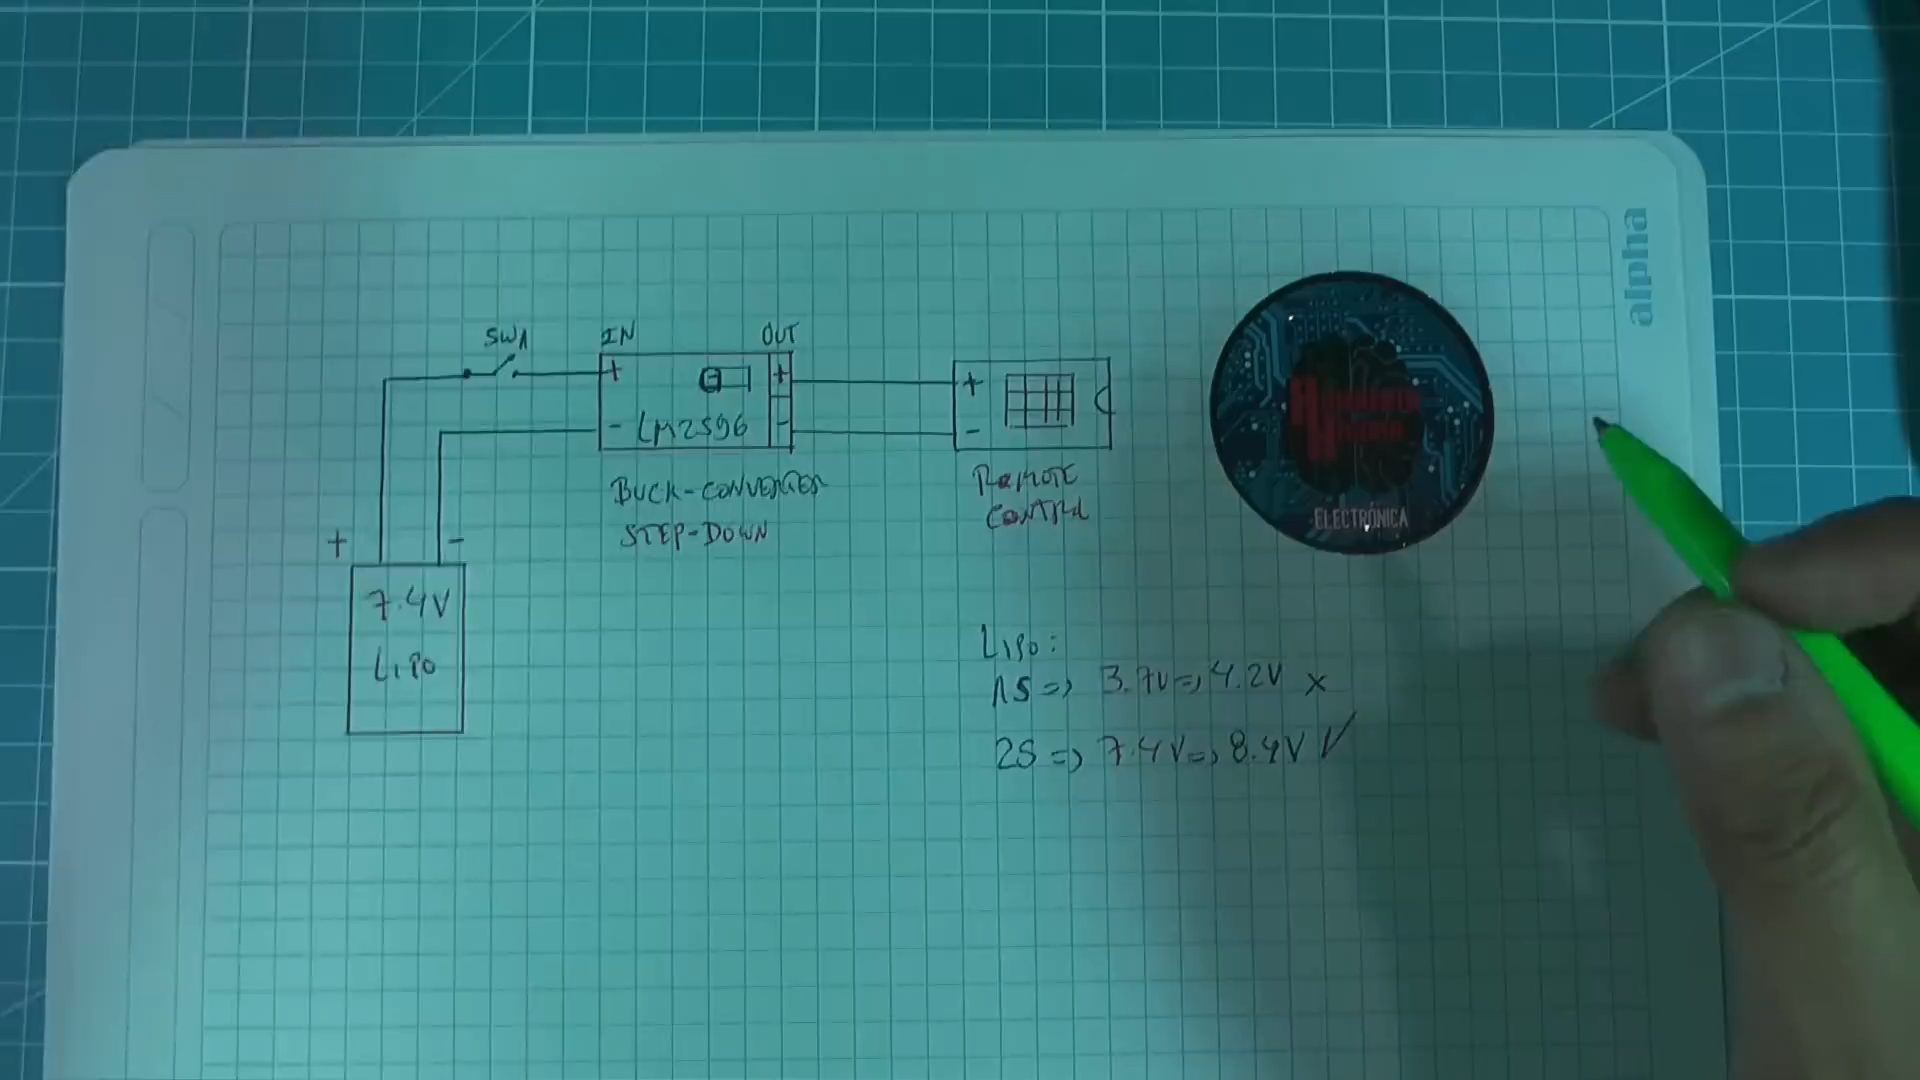 SW1
IN
OUT
+
+
+
- LM2596
-
-
BUCK-CONVERTER
STEP-DOWN
REMOTE
CONTROL
+ -
7.4V
LIPO
LIPO:
1S => 3.7V => 4.2V x
2S => 7.4V => 8.4V √
ELECTRÓNICA
alpha